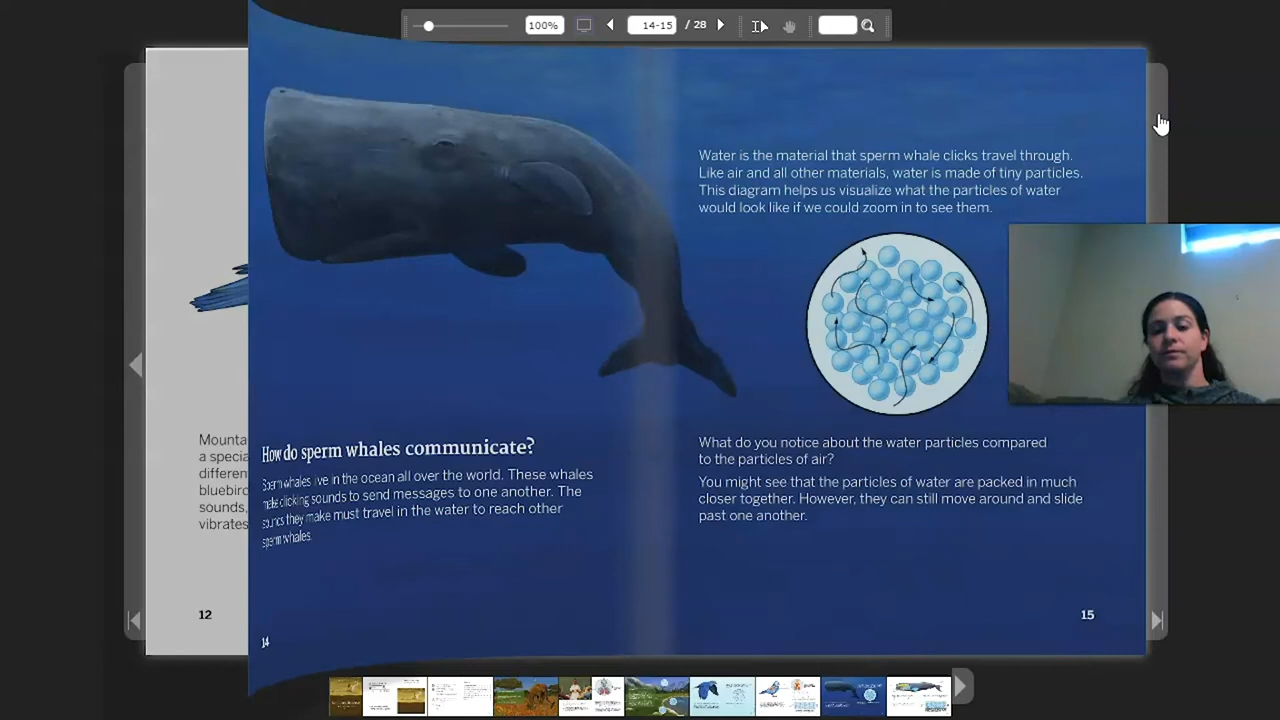 100%
14-15
/ 28
Water is the material that sperm whale clicks travel through.
Like air and all other materials, water is made of tiny particles.
This diagram helps us visualize what the particles of water
would look like if we could zoom in to see them.
Mounta
a specia
differen
bluebird
sounds,
vibrates
12
How do sperm whales communicate?
Sperm whales live in the ocean all over the world. These whales
make clicking sounds to send messages to one another. The
sounds they make must travel in the water to reach other
sperm whales.
14
What do you notice about the water particles compared
to the particles of air?
You might see that the particles of water are packed in much
closer together. However, they can still move around and slide
past one another.
15